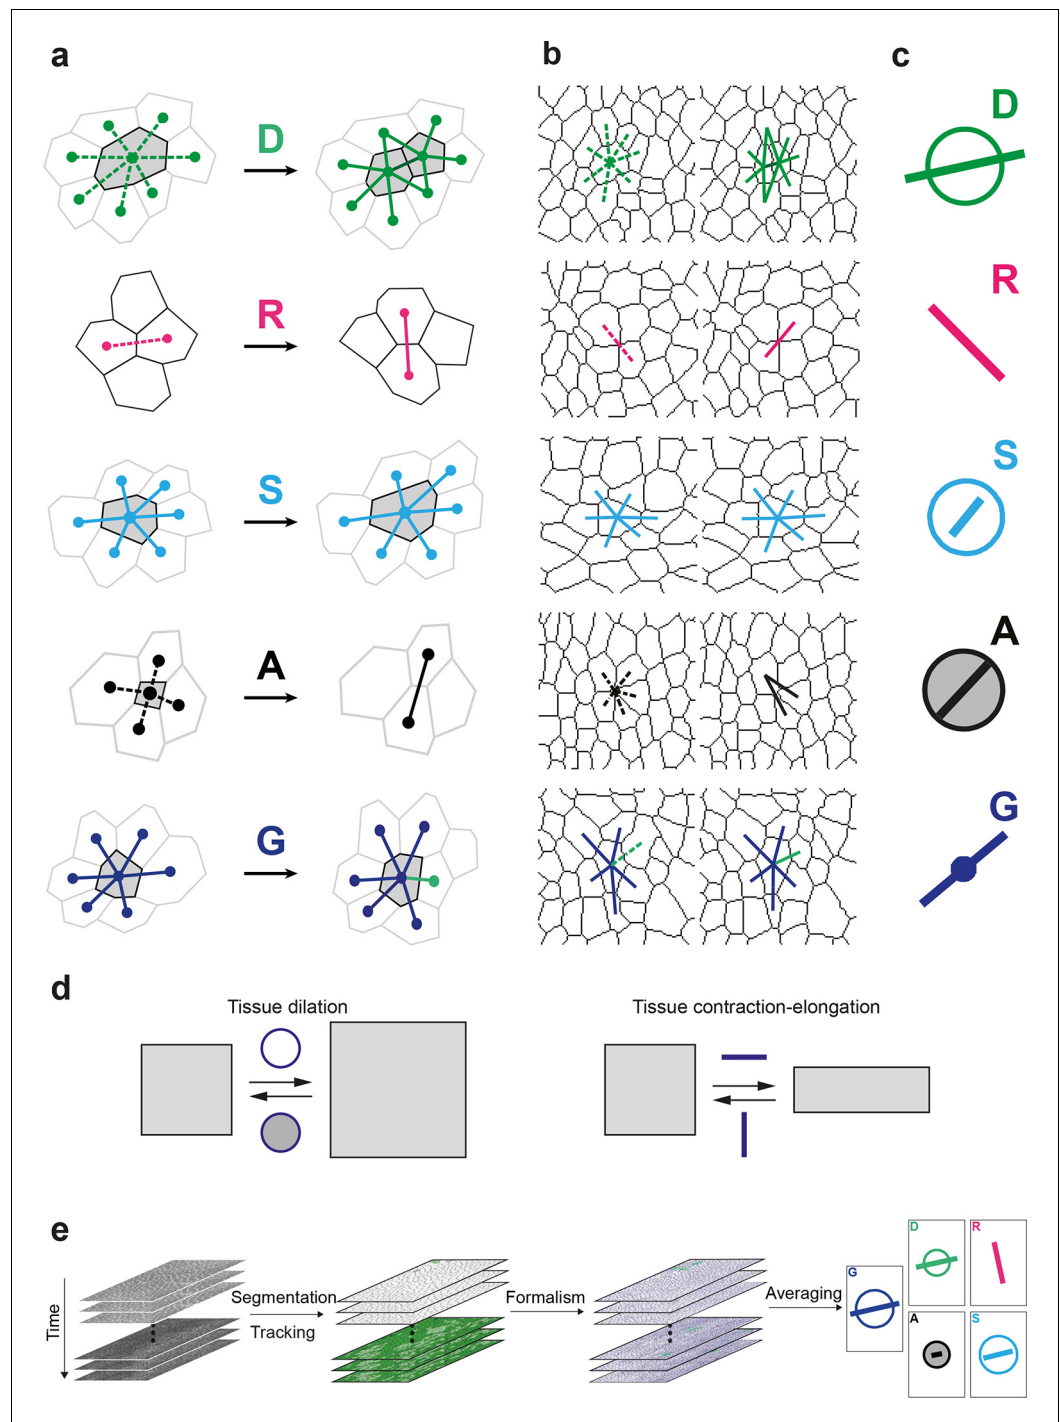 a b c
D D
R R
S S
A A
G G
d
Tissue dilation Tissue contraction-elongation
e
Time
Segmentation
Tracking
Formalism
Averaging
G
D R
A S